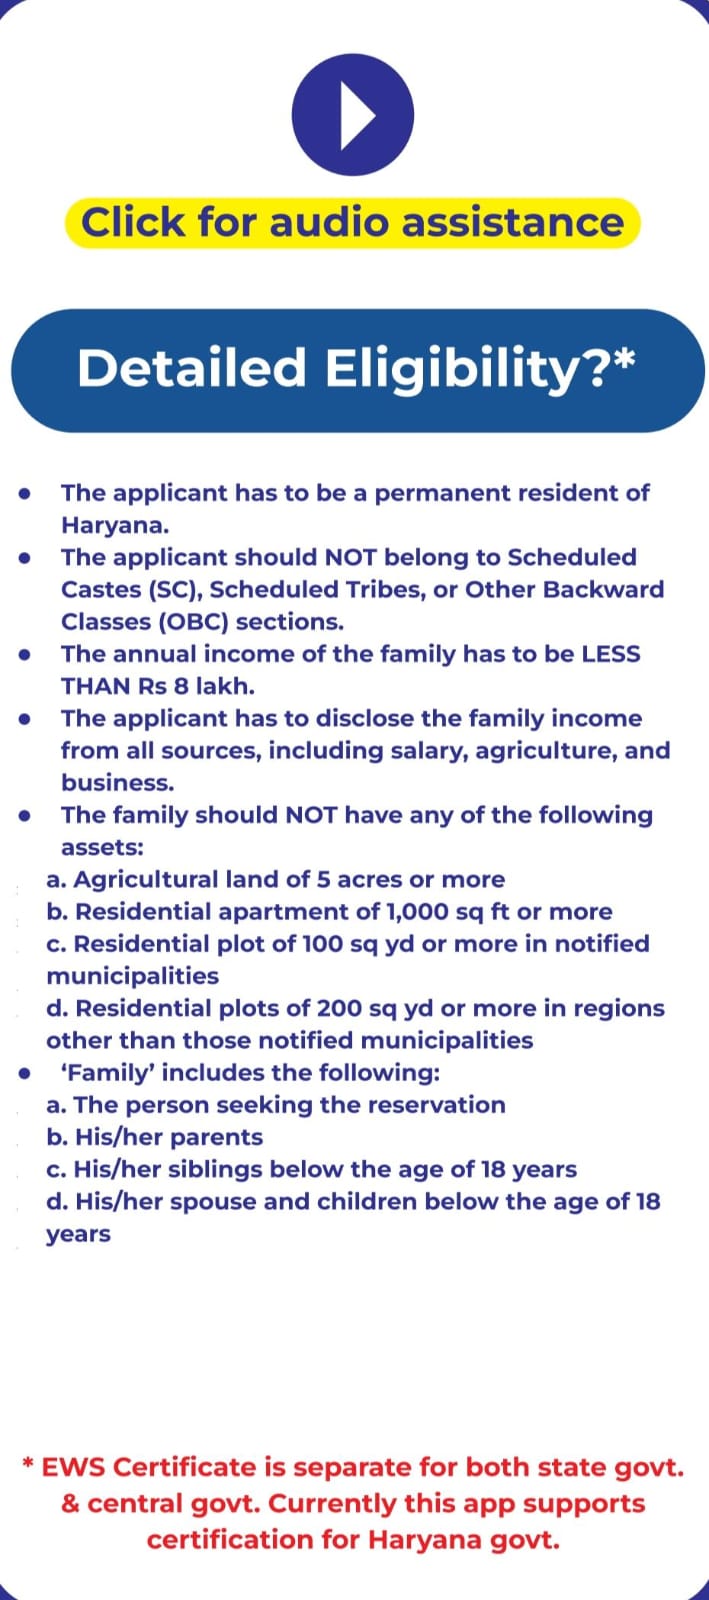 Click for audio assistance
Detailed Eligibility?*
● The applicant has to be a permanent resident of
Haryana.
● The applicant should NOT belong to Scheduled
Castes (SC), Scheduled Tribes, or Other Backward
Classes (OBC) sections.
● The annual income of the family has to be LESS
THAN Rs 8 lakh.
● The applicant has to disclose the family income
from all sources, including salary, agriculture, and
business.
● The family should NOT have any of the following
assets:
a. Agricultural land of 5 acres or more
b. Residential apartment of 1,000 sq ft or more
c. Residential plot of 100 sq yd or more in notified
municipalities
d. Residential plots of 200 sq yd or more in regions
other than those notified municipalities
● ‘Family’ includes the following:
a. The person seeking the reservation
b. His/her parents
c. His/her siblings below the age of 18 years
d. His/her spouse and children below the age of 18
years
* EWS Certificate is separate for both state govt.
& central govt. Currently this app supports
certification for Haryana govt.